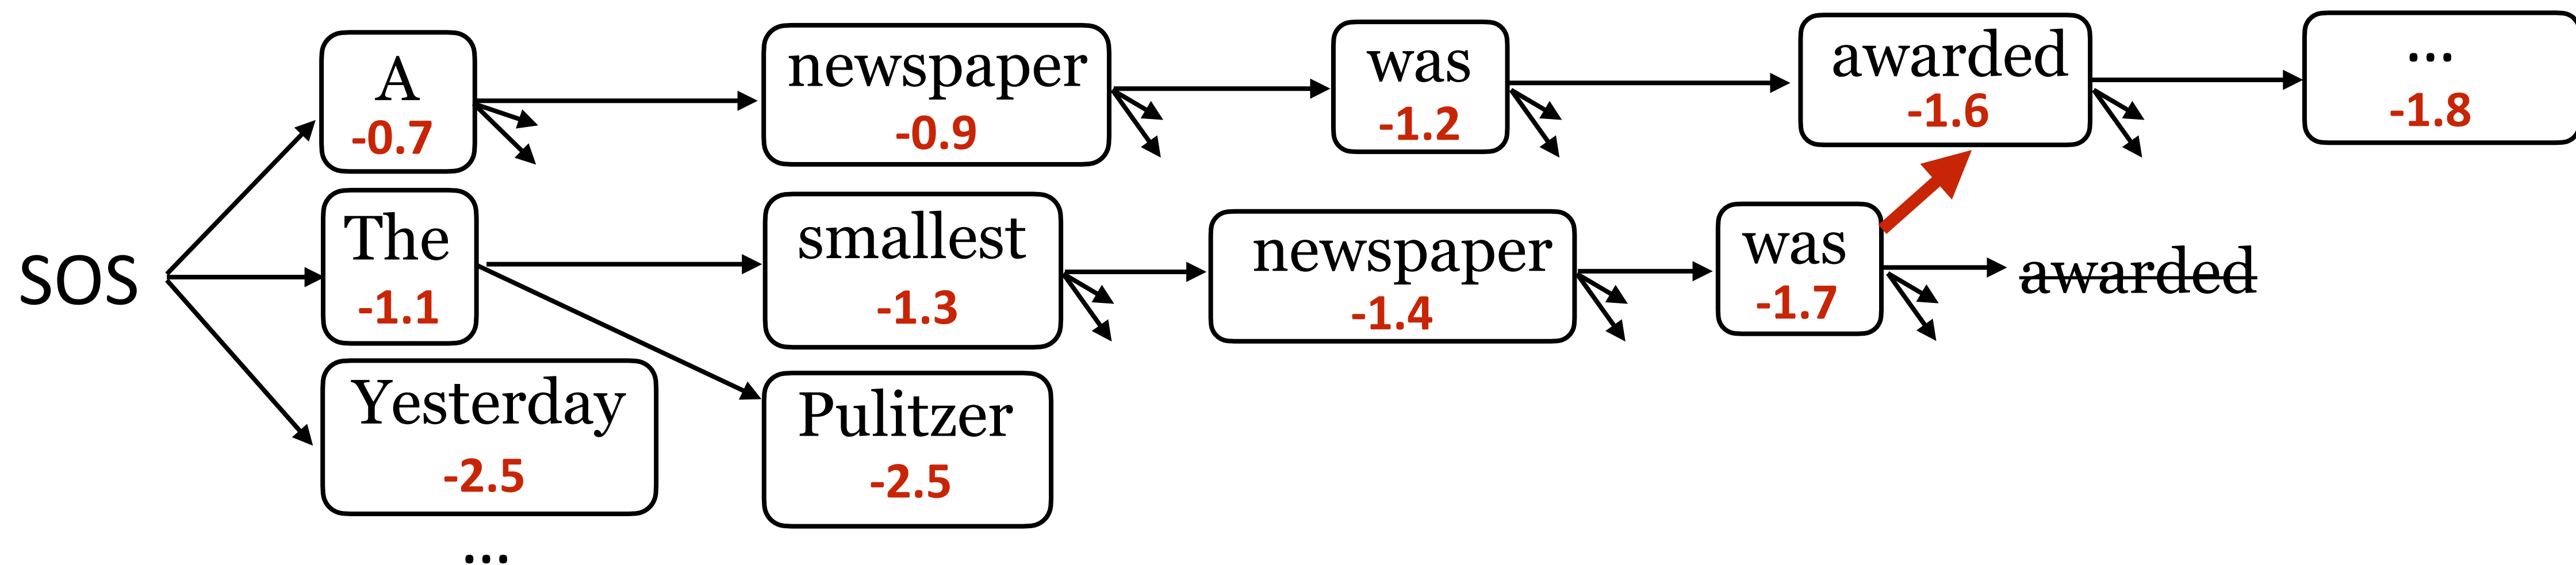 SOS
A
-0.7
newspaper
-0.9
was
-1.2
awarded
-1.6
...
-1.8
The
-1.1
smallest
-1.3
newspaper
-1.4
was
-1.7
awarded
Yesterday
-2.5
Pulitzer
-2.5
...